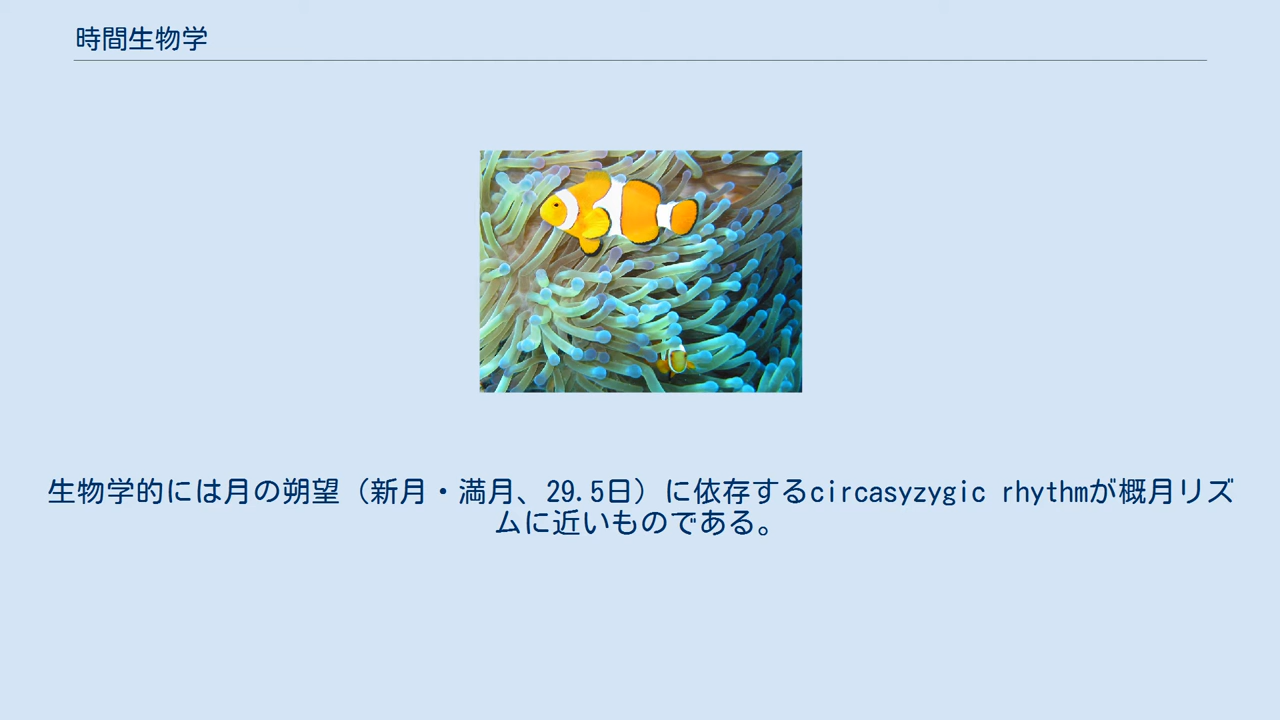 時間生物学
生物学的には月の朔望（新月・満月、29.5日）に依存するcircasyzygic rhythmが概月リズ
ムに近いものである。